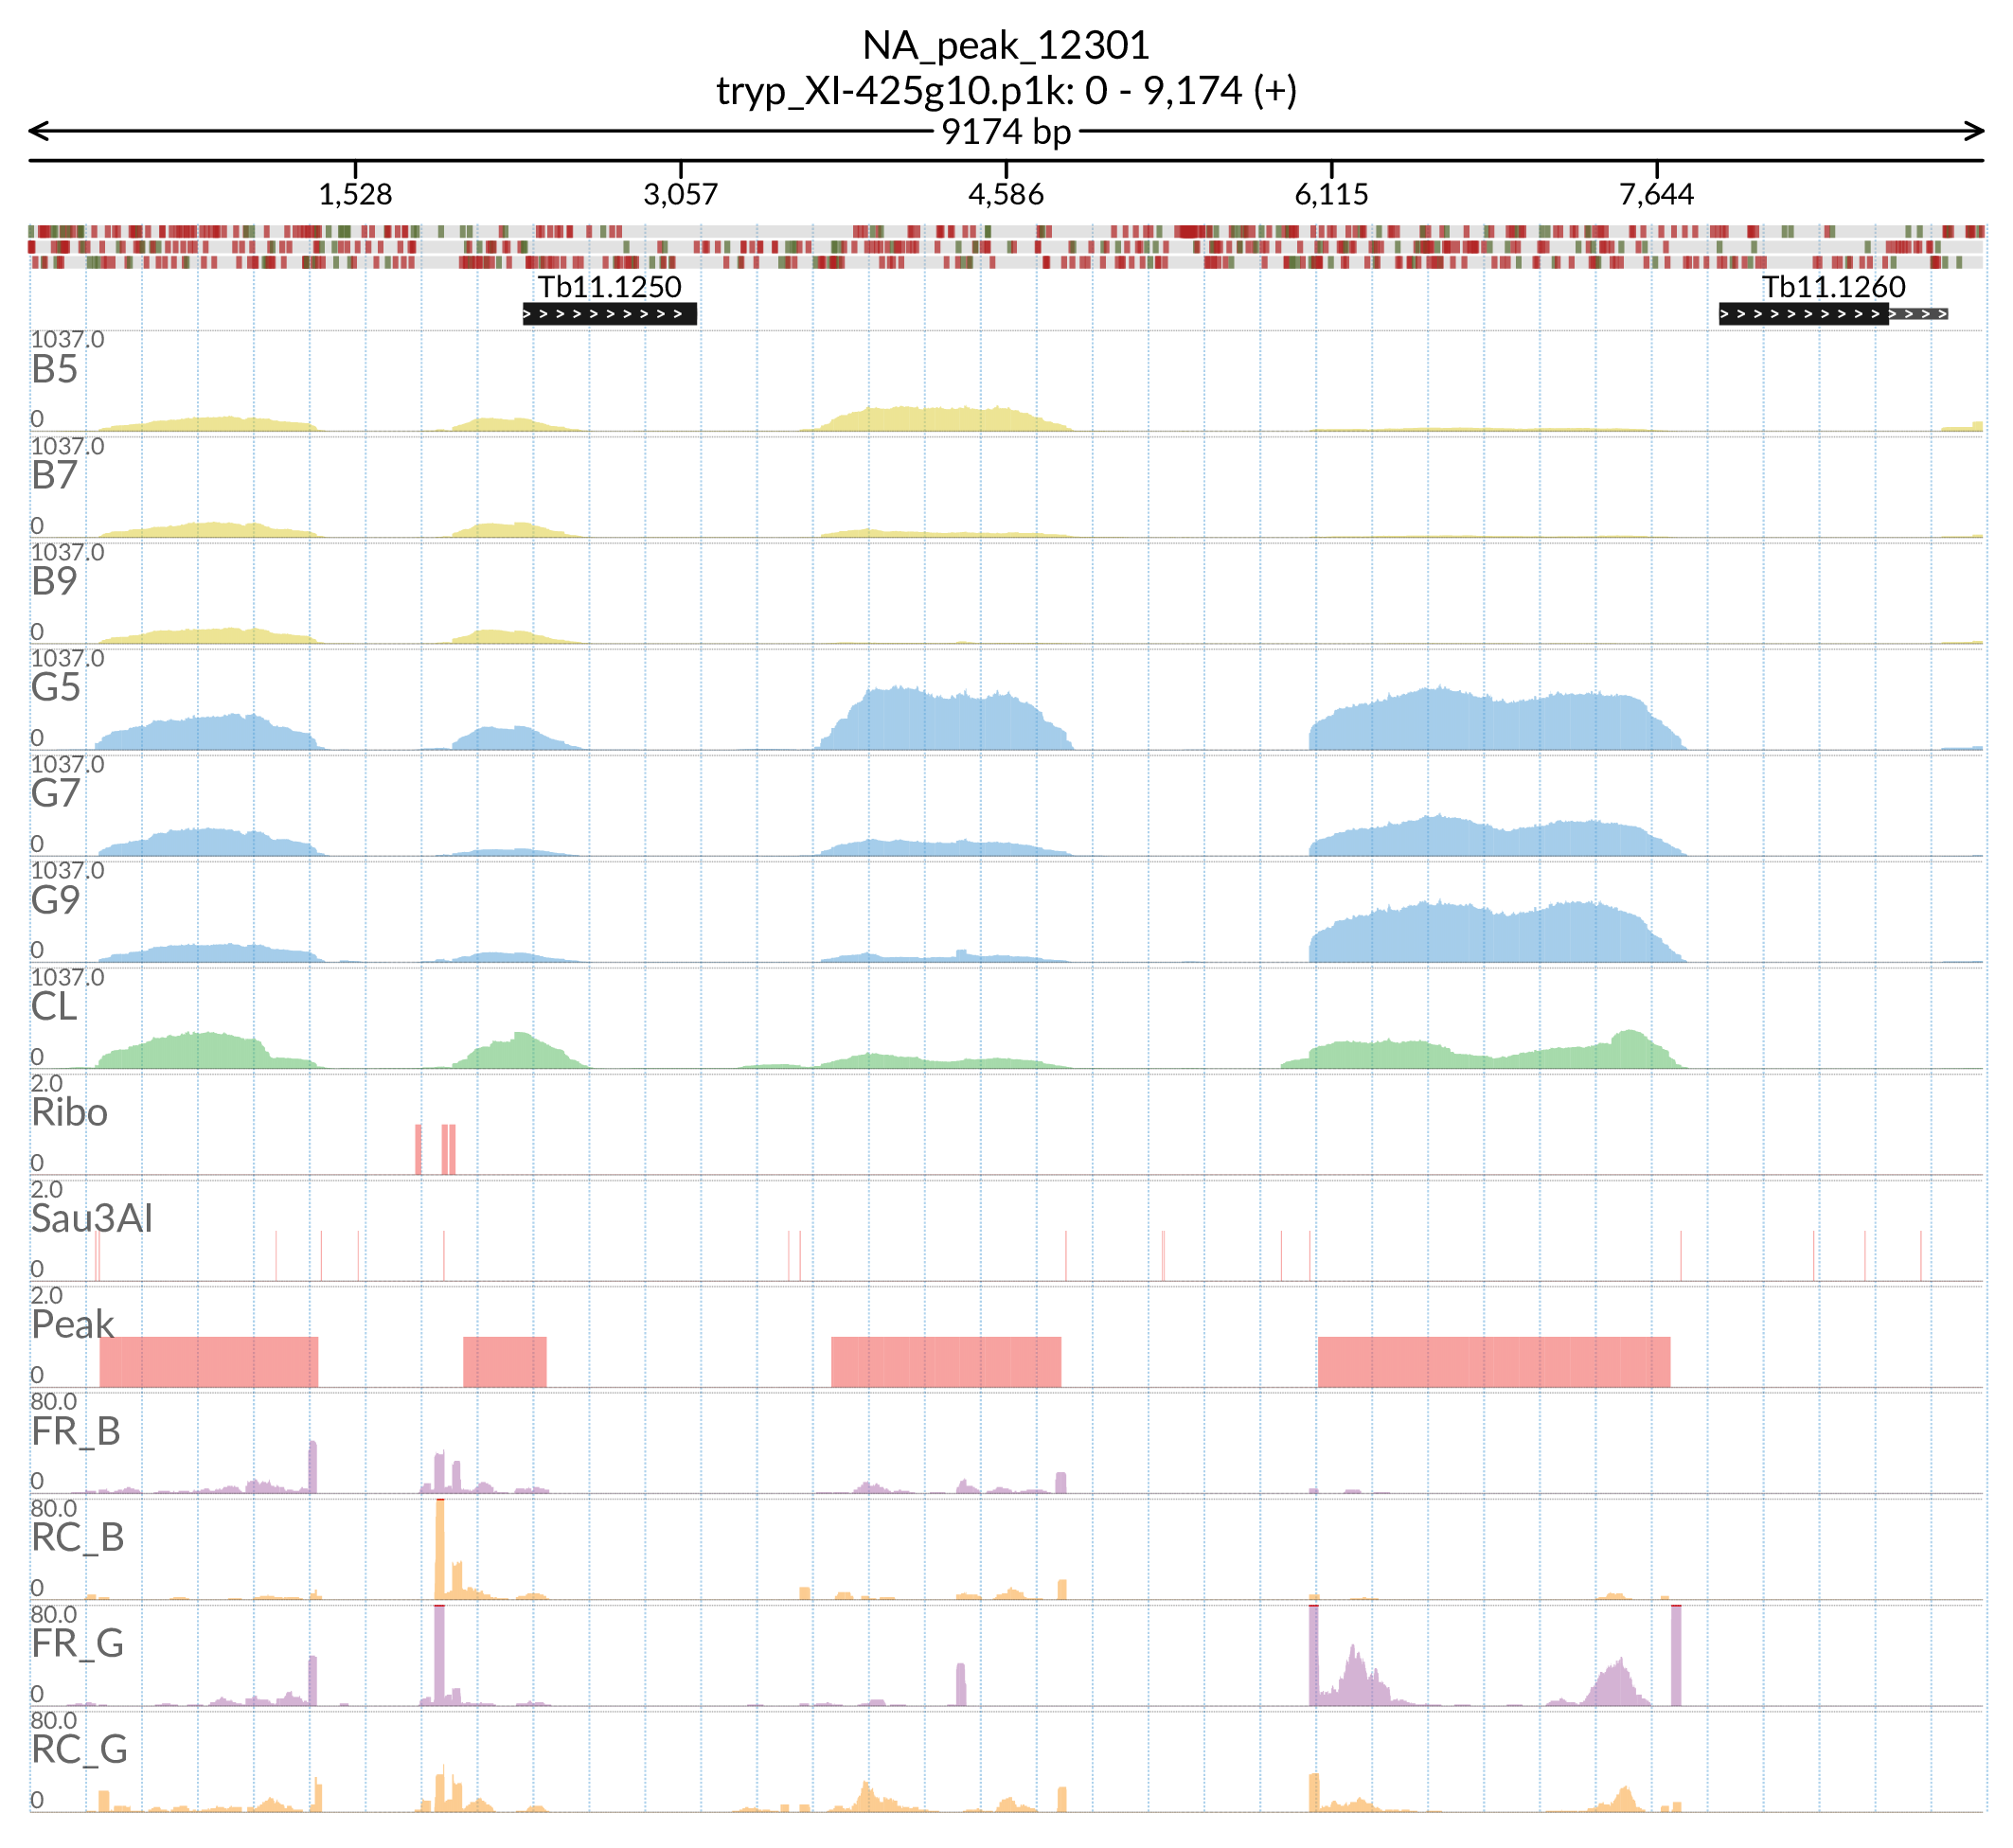 NA_peak_12301
tryp_XI-425g10.p1k: 0 - 9,174 (+)
9174 bp
1,528 3,057 4,586 6,115 7,644
Tb11.1250 Tb11.1260
1037.0
B5
0
1037.0
B7
0
1037.0
B9
0
1037.0
G5
0
1037.0
G7
0
1037.0
G9
0
1037.0
CL
0
2.0
Ribo
0
2.0
Sau3AI
0
2.0
Peak
0
80.0
FR_B
0
80.0
RC_B
0
80.0
FR_G
0
80.0
RC_G
0